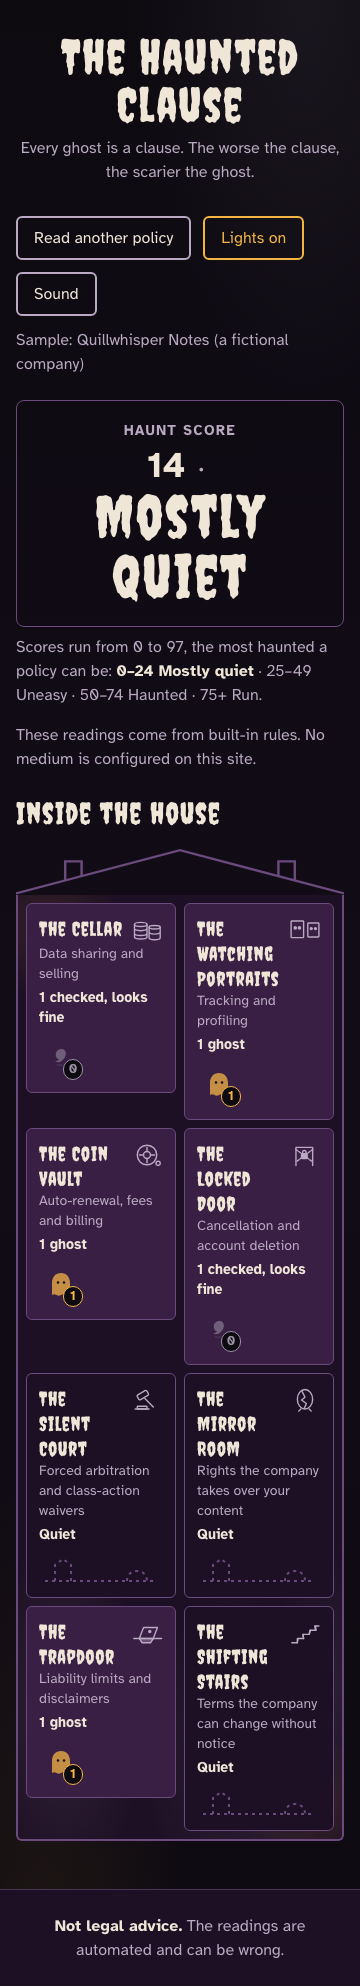 THE HAUNTED
CLAUSE
Every ghost is a clause. The worse the clause,
the scarier the ghost.
Read another policy
Lights on
Sound
Sample: Quillwhisper Notes (a fictional
company)
HAUNT SCORE
14 ·
MOSTLY
QUIET
Scores run from 0 to 97, the most haunted a
policy can be: 0–24 Mostly quiet · 25–49
Uneasy · 50–74 Haunted · 75+ Run.
These readings come from built-in rules. No
medium is configured on this site.
INSIDE THE HOUSE
THE CELLAR
Data sharing and
selling
1 checked, looks
fine
0
THE
WATCHING
PORTRAITS
Tracking and
profiling
1 ghost
1
THE COIN
VAULT
Auto-renewal, fees
and billing
1 ghost
1
THE
LOCKED
DOOR
Cancellation and
account deletion
1 checked, looks
fine
0
THE
SILENT
COURT
Forced arbitration
and class-action
waivers
Quiet
THE
MIRROR
ROOM
Rights the company
takes over your
content
Quiet
THE
TRAPDOOR
Liability limits and
disclaimers
1 ghost
1
THE
SHIFTING
STAIRS
Terms the company
can change without
notice
Quiet
Not legal advice. The readings are
automated and can be wrong.